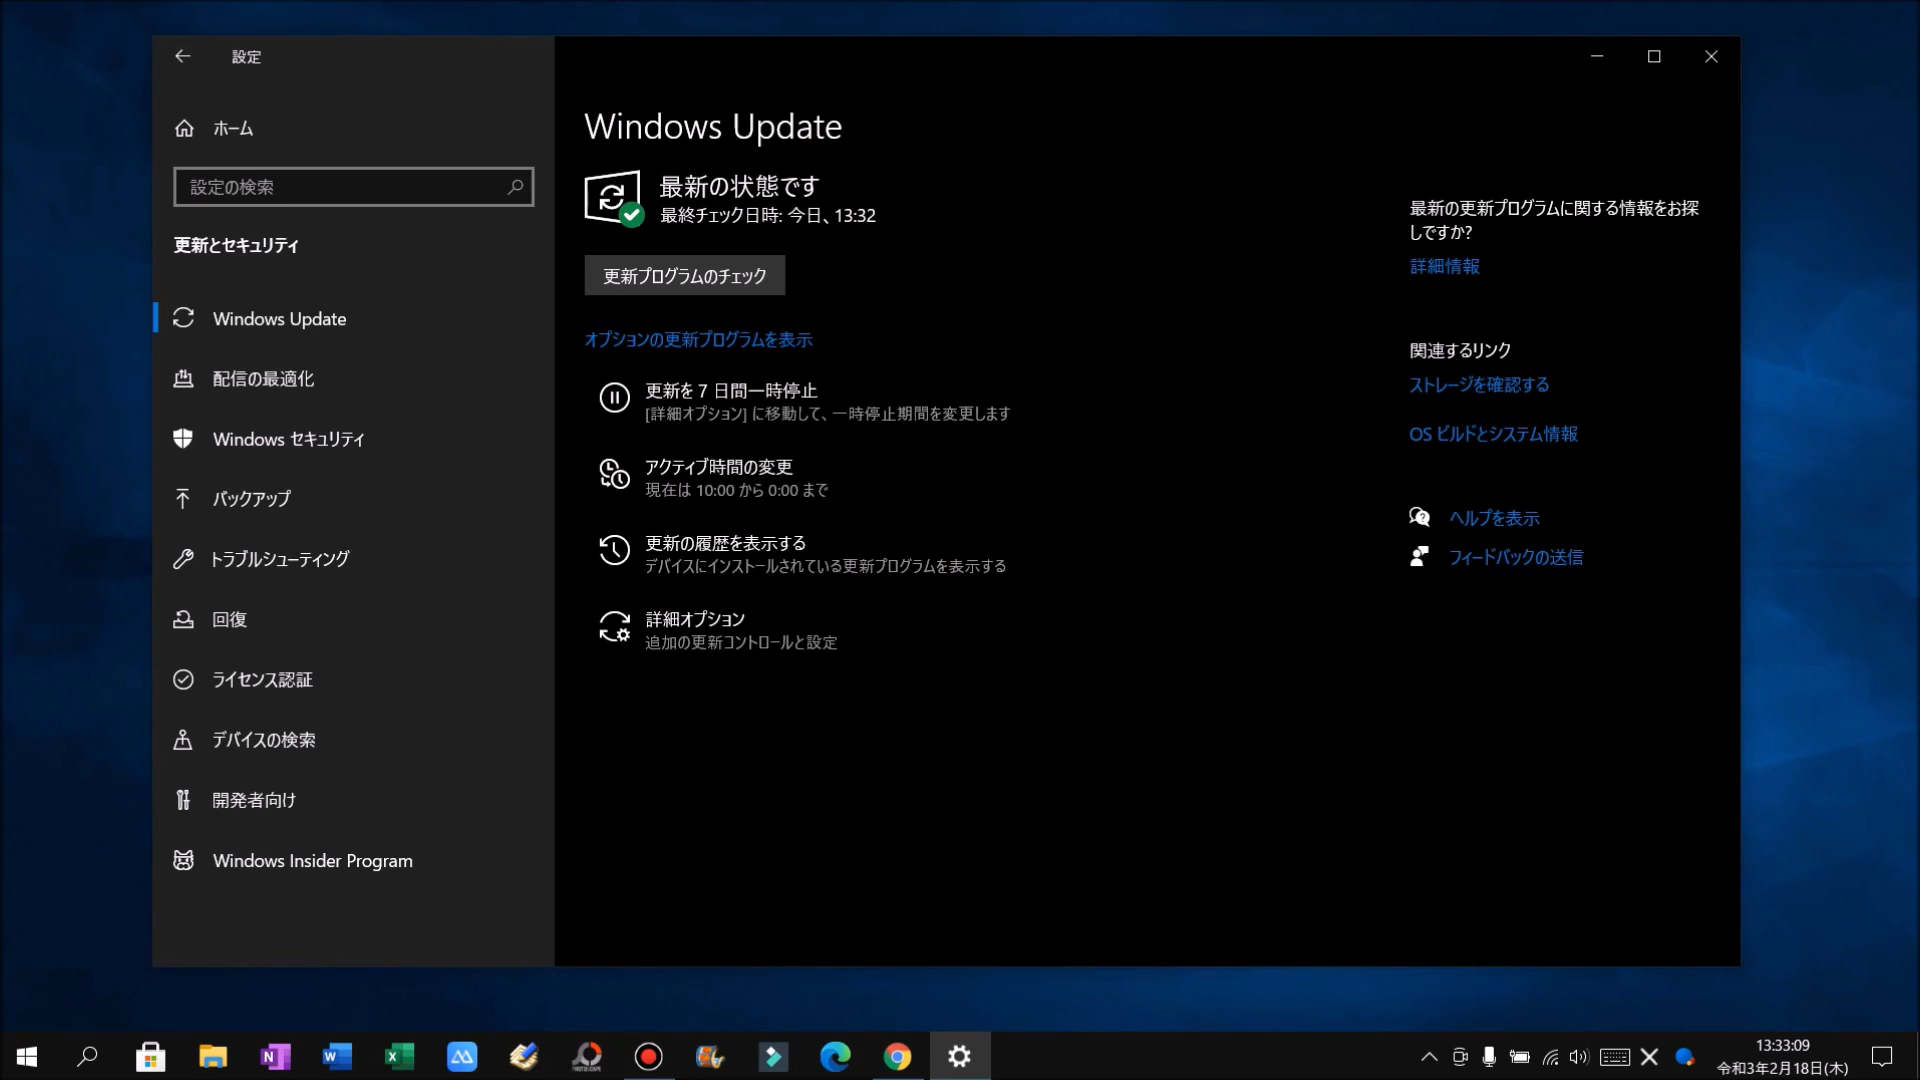 設定
ホーム
設定の検索
更新とセキュリティ
Windows Update
配信の最適化
Windows セキュリティ
バックアップ
トラブルシューティング
回復
ライセンス認証
デバイスの検索
開発者向け
Windows Insider Program
Windows Update
最新の状態です
最終チェック日時: 今日、13:32
更新プログラムのチェック
オプションの更新プログラムを表示
更新を 7 日間一時停止
[詳細オプション] に移動して、一時停止期間を変更します
アクティブ時間の変更
現在は 10:00 から 0:00 まで
更新の履歴を表示する
デバイスにインストールされている更新プログラムを表示する
詳細オプション
追加の更新コントロールと設定
最新の更新プログラムに関する情報をお探
しですか?
詳細情報
関連するリンク
ストレージを確認する
OS ビルドとシステム情報
ヘルプを表示
フィードバックの送信
13:33:09
令和3年2月18日(木)